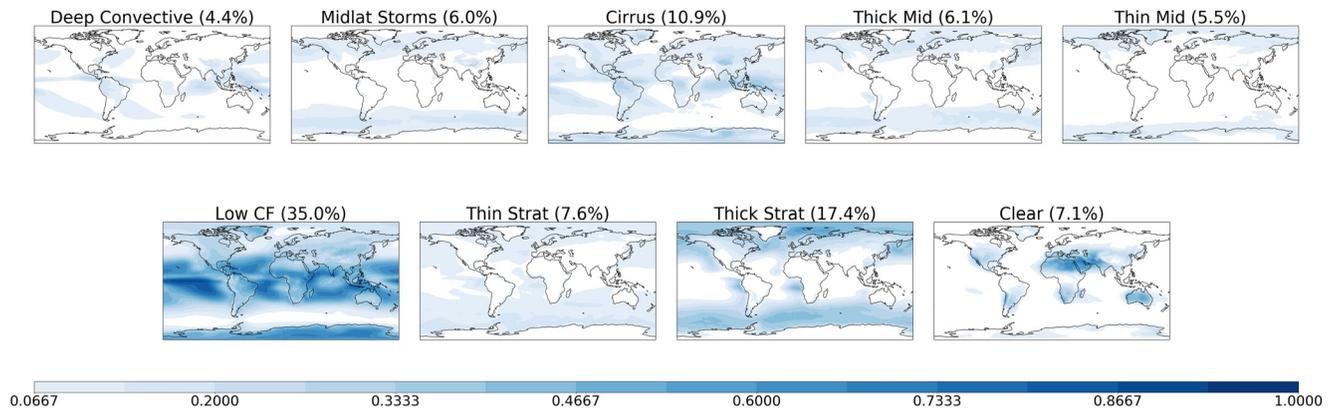 Deep Convective (4.4%)
Midlat Storms (6.0%)
Cirrus (10.9%)
Thick Mid (6.1%)
Thin Mid (5.5%)
Low CF (35.0%)
Thin Strat (7.6%)
Thick Strat (17.4%)
Clear (7.1%)
0.0667 0.2000 0.3333 0.4667 0.6000 0.7333 0.8667 1.0000